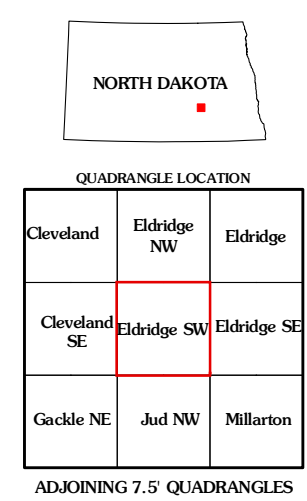 NORTH DAKOTA
QUADRANGLE LOCATION
Cleveland
Eldridge
NW
Eldridge
Cleveland
SE
Eldridge SW
Eldridge SE
Gackle NE
Jud NW
Millarton
ADJOINING 7.5' QUADRANGLES